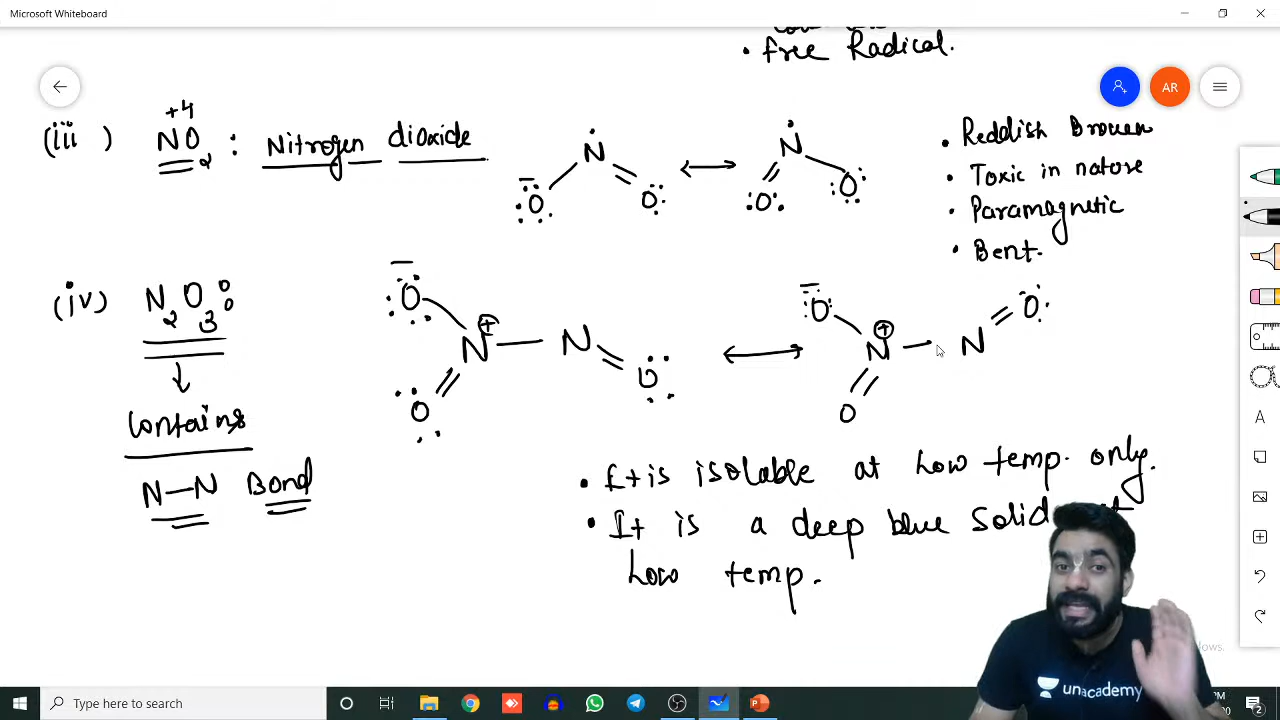 Microsoft Whiteboard
• Free Radical.
AR
(iii) +4 NO2 : Nitrogen dioxide
N
O O
N
O O
• Reddish Brown
• Toxic in nature
• Paramagnetic
• Bent.
(iv) N2O3 :
O
N+ — N
O O
O
N+ — N
O O
Contains
N—N Bond
• It is isolable at low temp. only.
• It is a deep blue solid
low temp.
unacademy
Type here to search